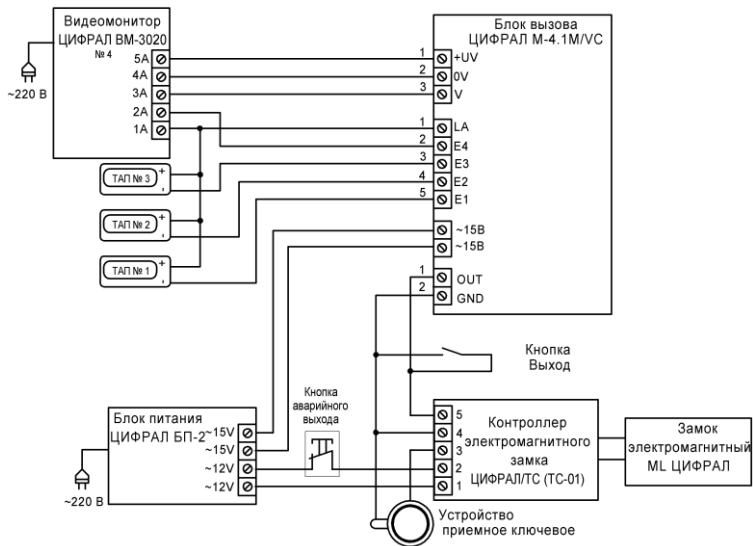 Видеомонитор
ЦИФРАЛ ВМ-3020
№ 4
5А
4А
3А
2А
1А
~220 В
Блок вызова
ЦИФРАЛ М-4.1М/VC
1 +UV
2 0V
3 V
1 LA
2 E4
3 E3
4 E2
5 E1
~15В
~15В
1 OUT
2 GND
ТАП № 3 + -
ТАП № 2 + -
ТАП № 1 + -
Кнопка
Выход
Кнопка
аварийного
выхода
Блок питания
ЦИФРАЛ БП-2
~15V
~15V
~12V
~12V
~220 В
5
4
3
2
1
Контроллер
электромагнитного
замка
ЦИФРАЛ/ТС (ТС-01)
Замок
электромагнитный
ML ЦИФРАЛ
Устройство
приемное ключевое